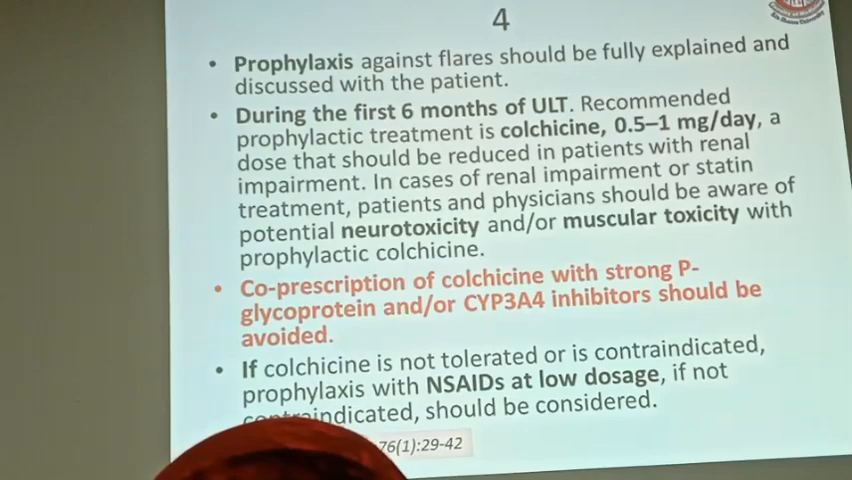 4
• Prophylaxis against flares should be fully explained and
discussed with the patient.
• During the first 6 months of ULT. Recommended
prophylactic treatment is colchicine, 0.5–1 mg/day, a
dose that should be reduced in patients with renal
impairment. In cases of renal impairment or statin
treatment, patients and physicians should be aware of
potential neurotoxicity and/or muscular toxicity with
prophylactic colchicine.
• Co-prescription of colchicine with strong P-
glycoprotein and/or CYP3A4 inhibitors should be
avoided.
• If colchicine is not tolerated or is contraindicated,
prophylaxis with NSAIDs at low dosage, if not
contraindicated, should be considered.
76(1):29-42